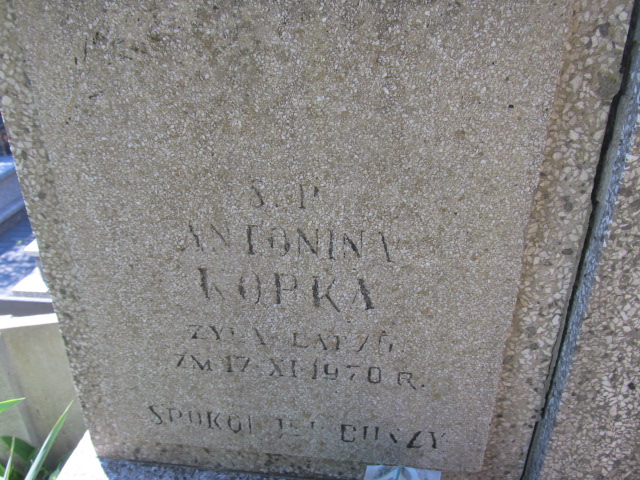 Ś.P.
ANTONINA
KOPKA
ŻYŁA LAT 76
ZM 17 XI 1970 R.
SPOKÓJ JEJ DUSZY